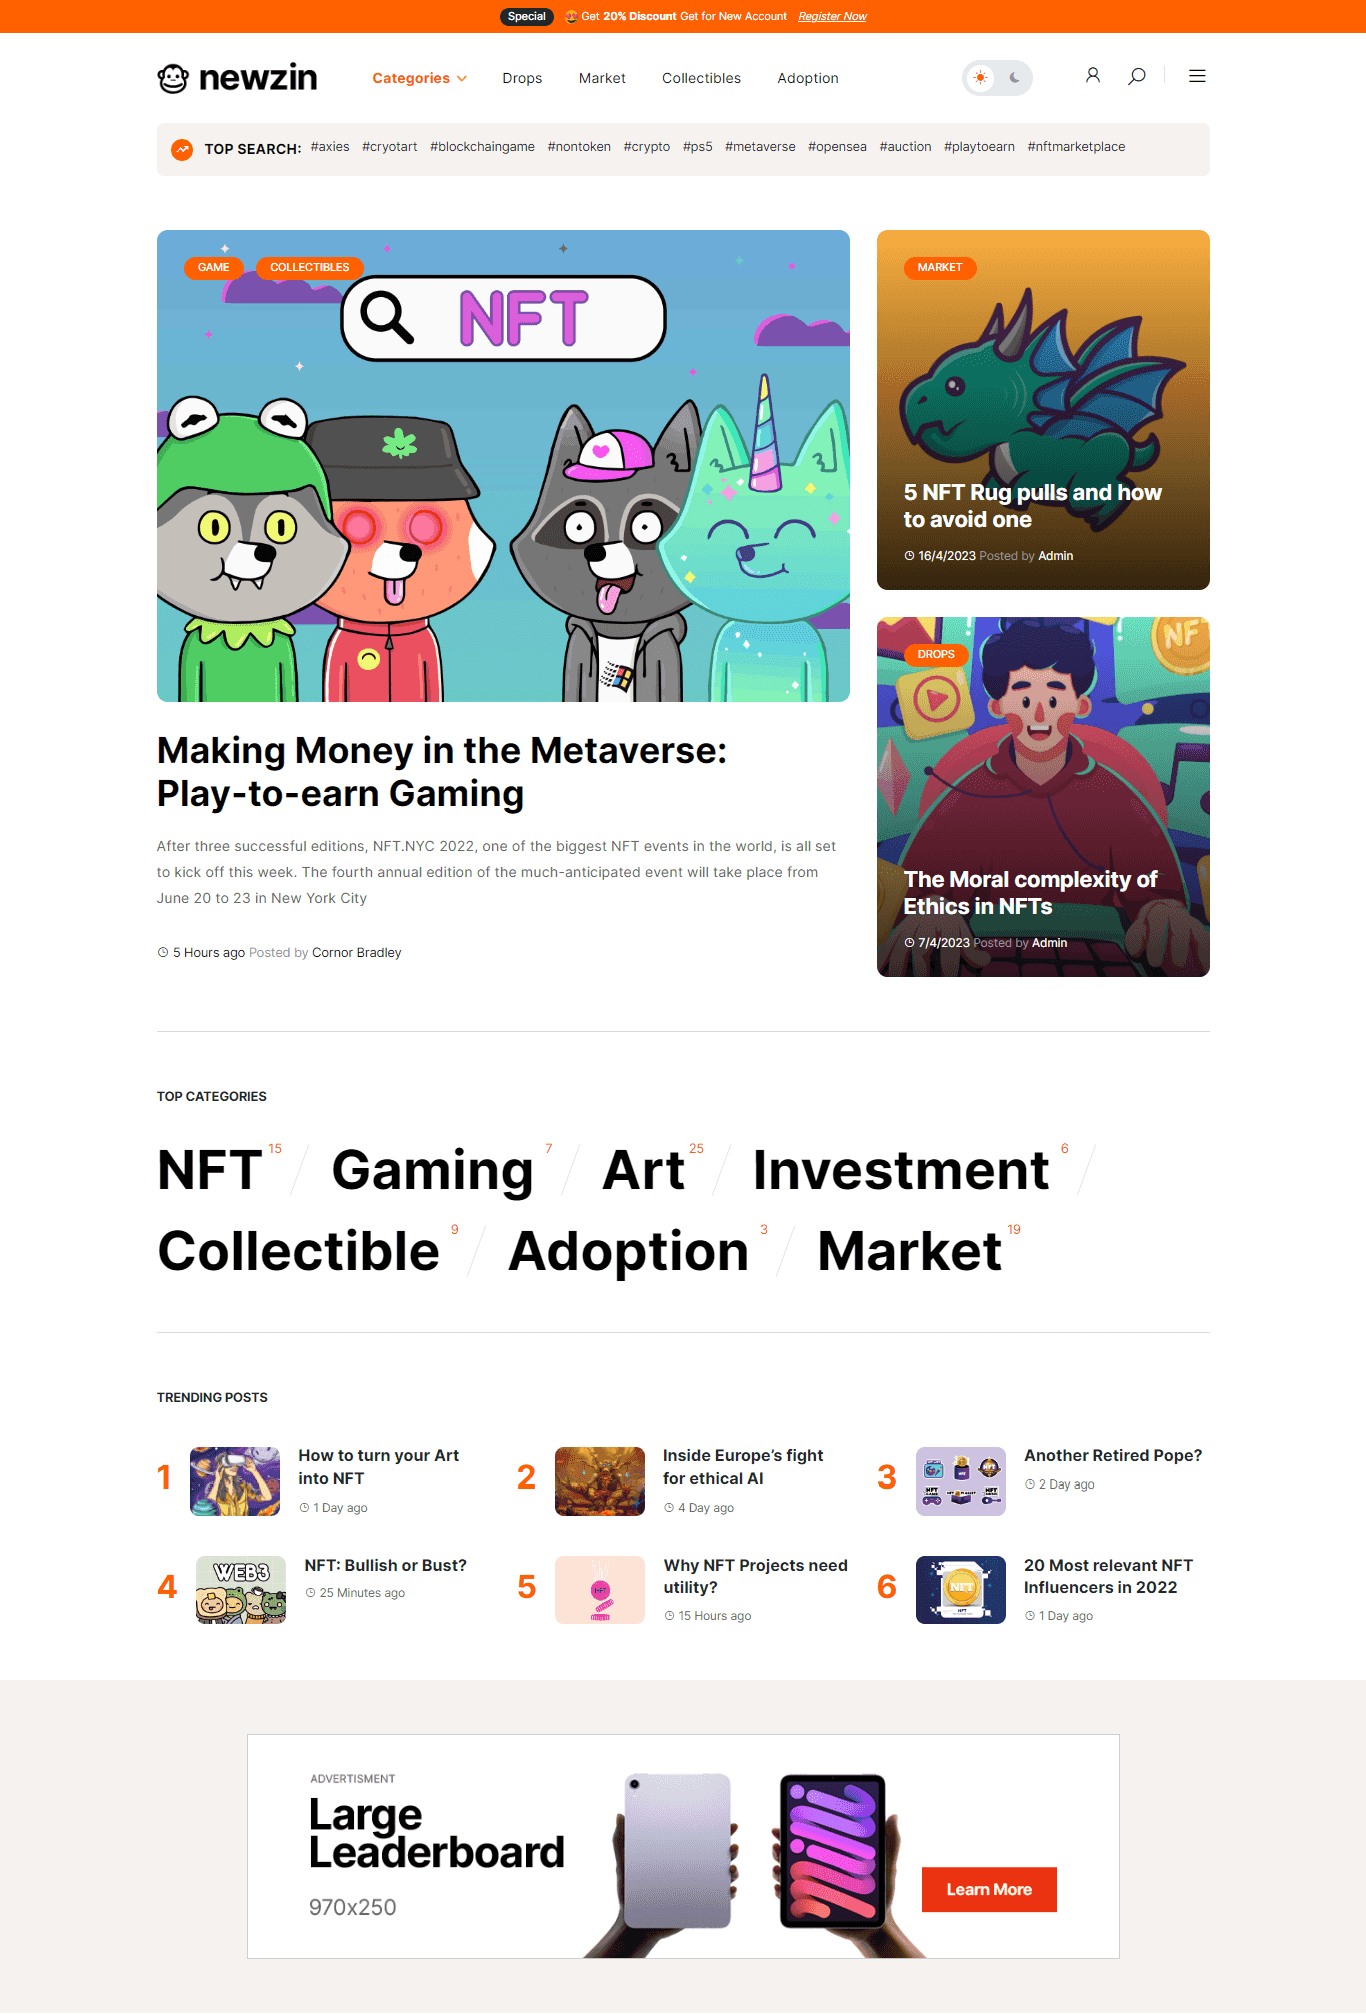 Special Get 20% Discount Get for New Account Register Now
newzin Categories Drops Market Collectibles Adoption
TOP SEARCH: #axies #cryotart #blockchaingame #nontoken #crypto #ps5 #metaverse #opensea #auction #playtoearn #nftmarketplace
GAME COLLECTIBLES
NFT
Making Money in the Metaverse:
Play-to-earn Gaming
After three successful editions, NFT.NYC 2022, one of the biggest NFT events in the world, is all set
to kick off this week. The fourth annual edition of the much-anticipated event will take place from
June 20 to 23 in New York City
5 Hours ago Posted by Cornor Bradley
MARKET
5 NFT Rug pulls and how
to avoid one
16/4/2023 Posted by Admin
NF
DROPS
The Moral complexity of
Ethics in NFTs
7/4/2023 Posted by Admin
TOP CATEGORIES
NFT 15 / Gaming 7 / Art 25 / Investment 6 /
Collectible 9 / Adoption 3 / Market 19
TRENDING POSTS
1
How to turn your Art
into NFT
1 Day ago
2
Inside Europe’s fight
for ethical AI
4 Day ago
3
Another Retired Pope?
2 Day ago
4
WEB3
NFT: Bullish or Bust?
25 Minutes ago
5
Why NFT Projects need
utility?
15 Hours ago
6
NFT
20 Most relevant NFT
Influencers in 2022
1 Day ago
ADVERTISMENT
Large
Leaderboard
970x250
mini
Learn More